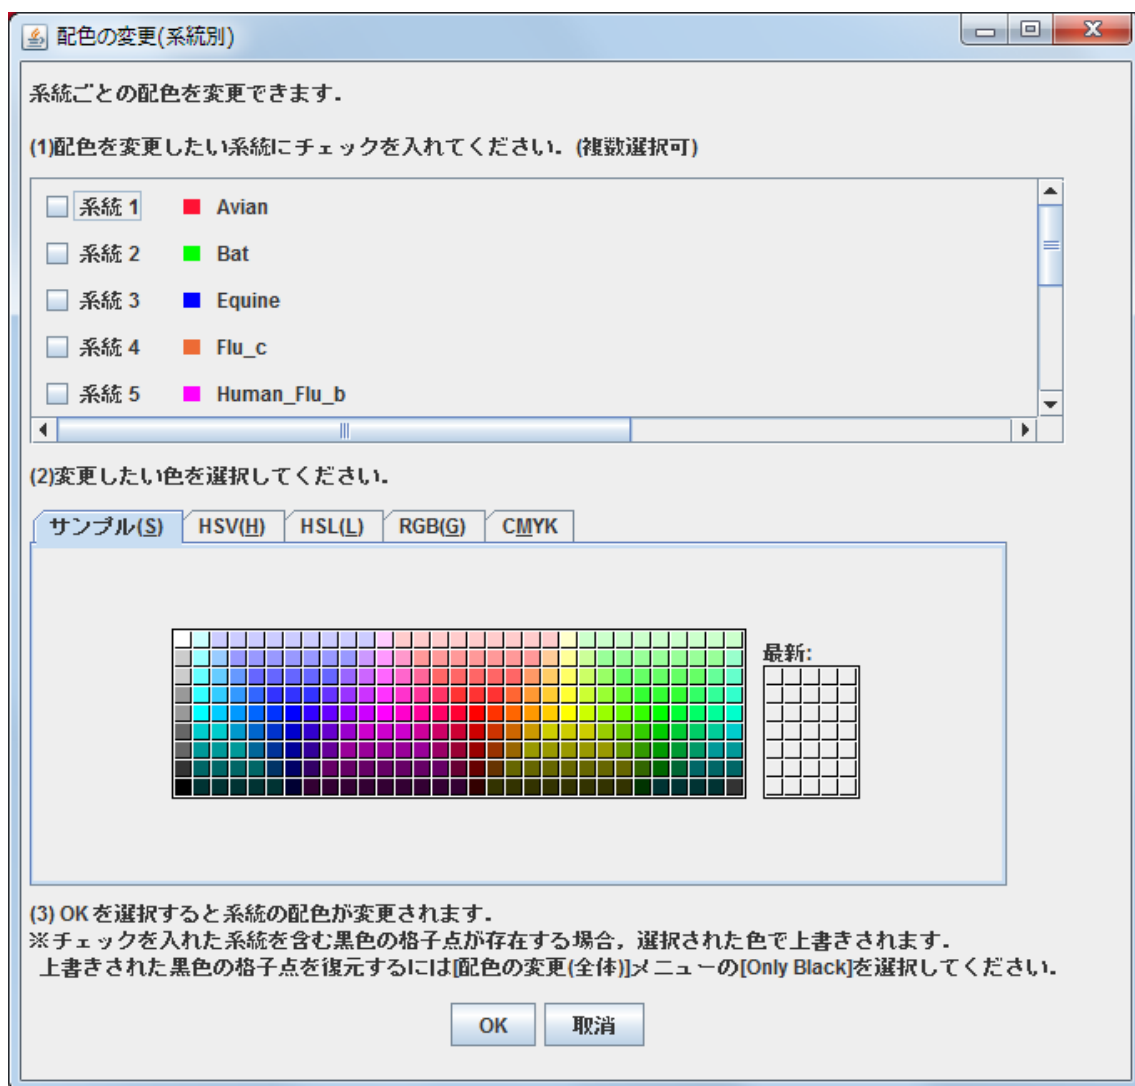 配色の変更(系統別)
系統ごとの配色を変更できます.
(1)配色を変更したい系統にチェックを入れてください. (複数選択可)
系統 1 Avian
系統 2 Bat
系統 3 Equine
系統 4 Flu_c
系統 5 Human_Flu_b
(2)変更したい色を選択してください.
サンプル(S) HSV(H) HSL(L) RGB(G) CMYK
最新:
(3) OK を選択すると系統の配色が変更されます.
※チェックを入れた系統を含む黒色の格子点が存在する場合, 選択された色で上書きされます.
上書きされた黒色の格子点を復元するには[配色の変更(全体)]メニューの[Only Black]を選択してください.
OK 取消